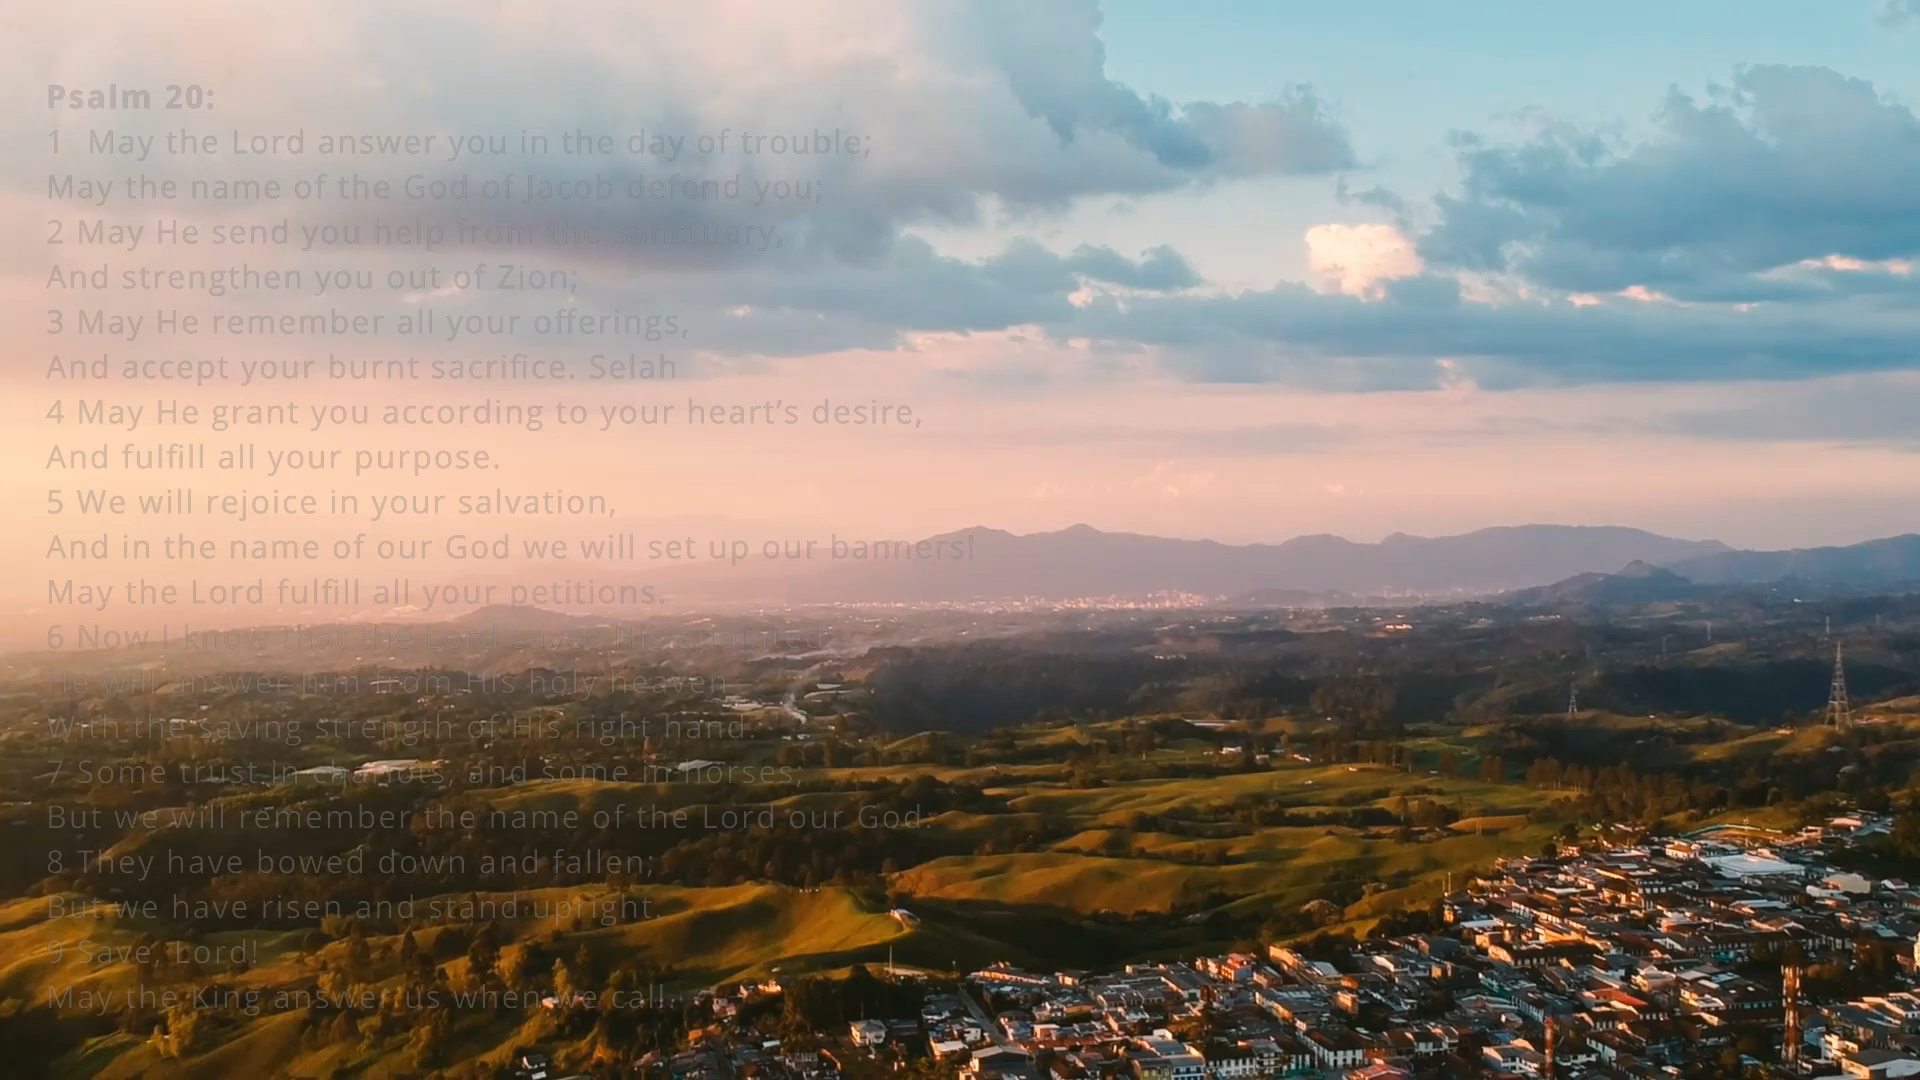 Psalm 20:
1 May the Lord answer you in the day of trouble;
May the name of the God of Jacob defend you;
2 May He send you help from the sanctuary,
And strengthen you out of Zion;
3 May He remember all your offerings,
And accept your burnt sacrifice. Selah
4 May He grant you according to your heart’s desire,
And fulfill all your purpose.
5 We will rejoice in your salvation,
And in the name of our God we will set up our banners!
May the Lord fulfill all your petitions.
6 Now I know that the Lord saves His anointed;
He will answer him from His holy heaven
With the saving strength of His right hand.
7 Some trust in chariots, and some in horses;
But we will remember the name of the Lord our God.
8 They have bowed down and fallen;
But we have risen and stand upright.
9 Save, Lord!
May the King answer us when we call.